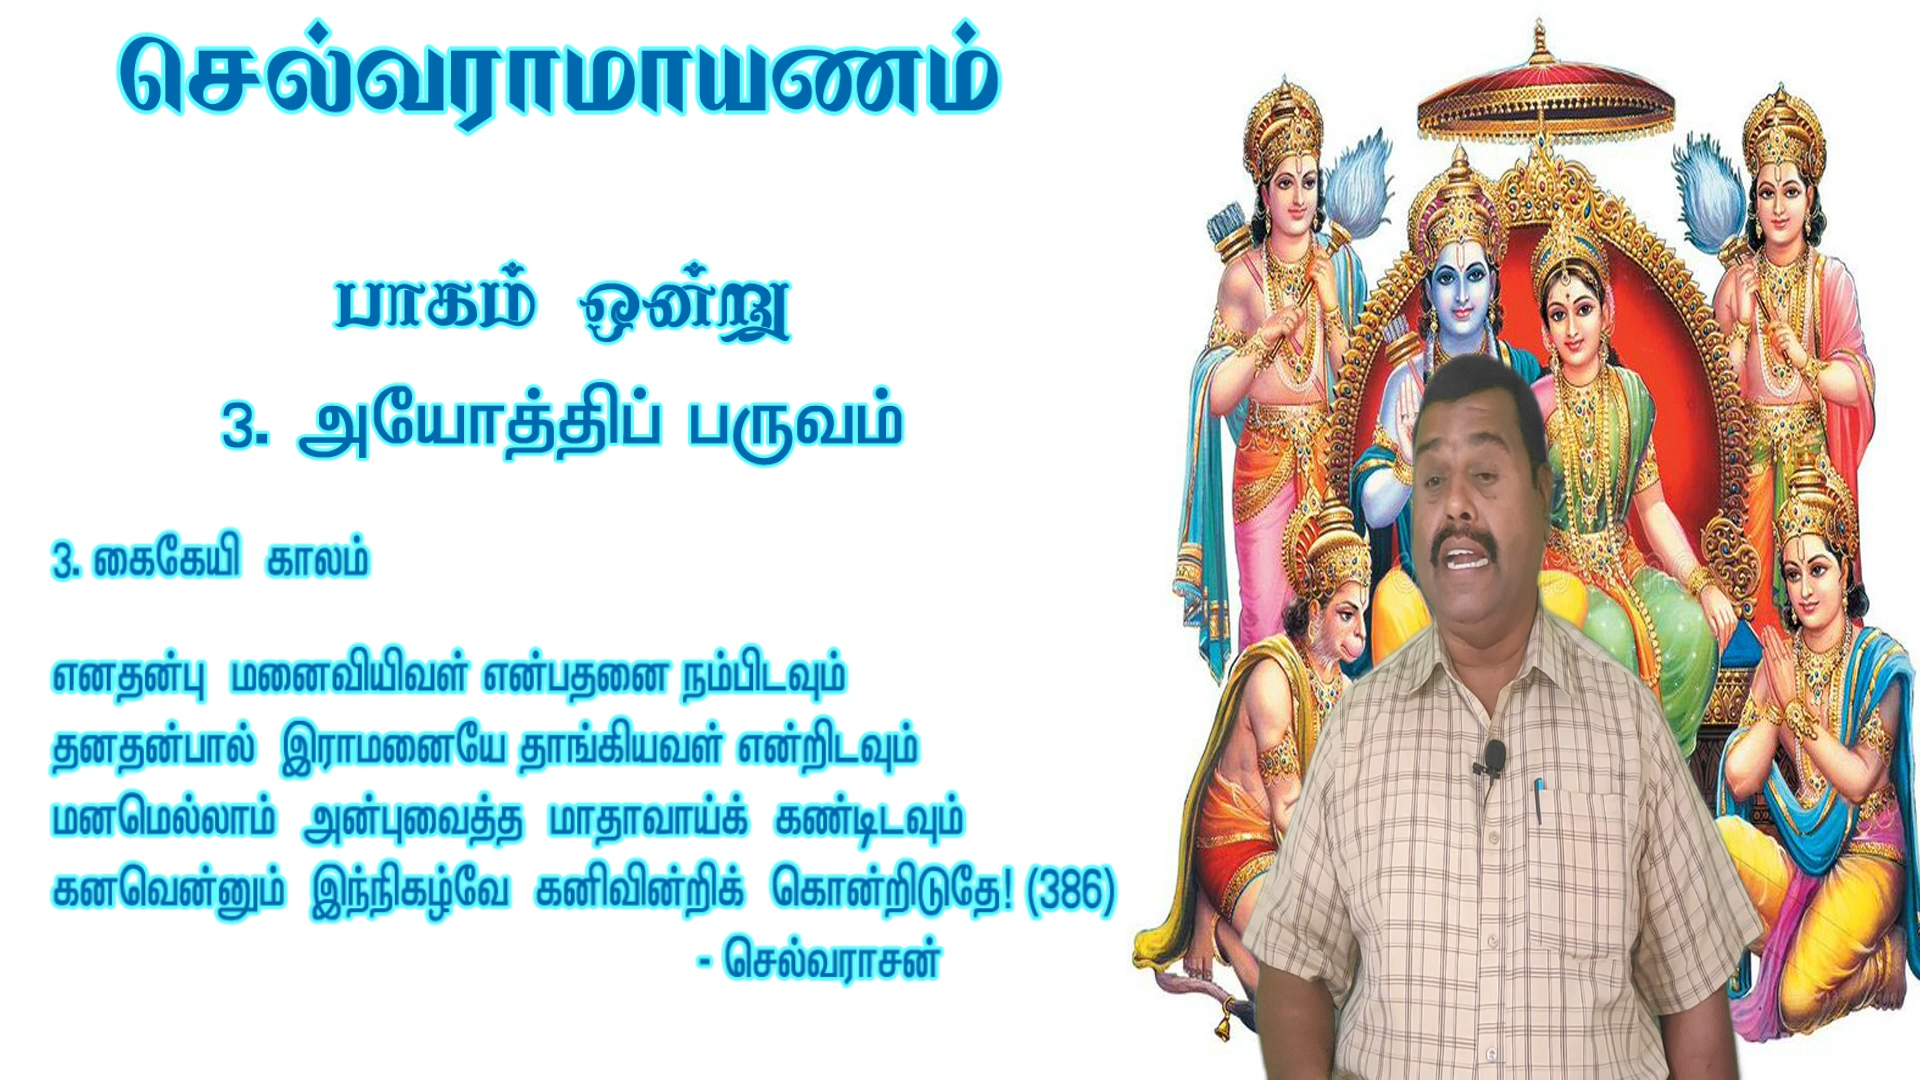 செல்வராமாயணம்
பாகம் ஒன்று
3. அயோத்திப் பருவம்
3. கைகேயி காலம்
எனதன்பு மனைவியிவள் என்பதனை நம்பிடவும்
தனதன்பால் இராமனையே தாங்கியவள் என்றிடவும்
மனமெல்லாம் அன்புவைத்த மாதாவாய்க் கண்டிடவும்
கனவென்னும் இந்நிகழ்வே கனிவின்றிக் கொன்றிடுதே! (386)
- செல்வராசன்